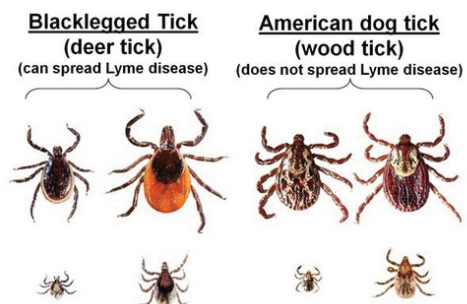 Blacklegged Tick
(deer tick)
(can spread Lyme disease)
American dog tick
(wood tick)
(does not spread Lyme disease)